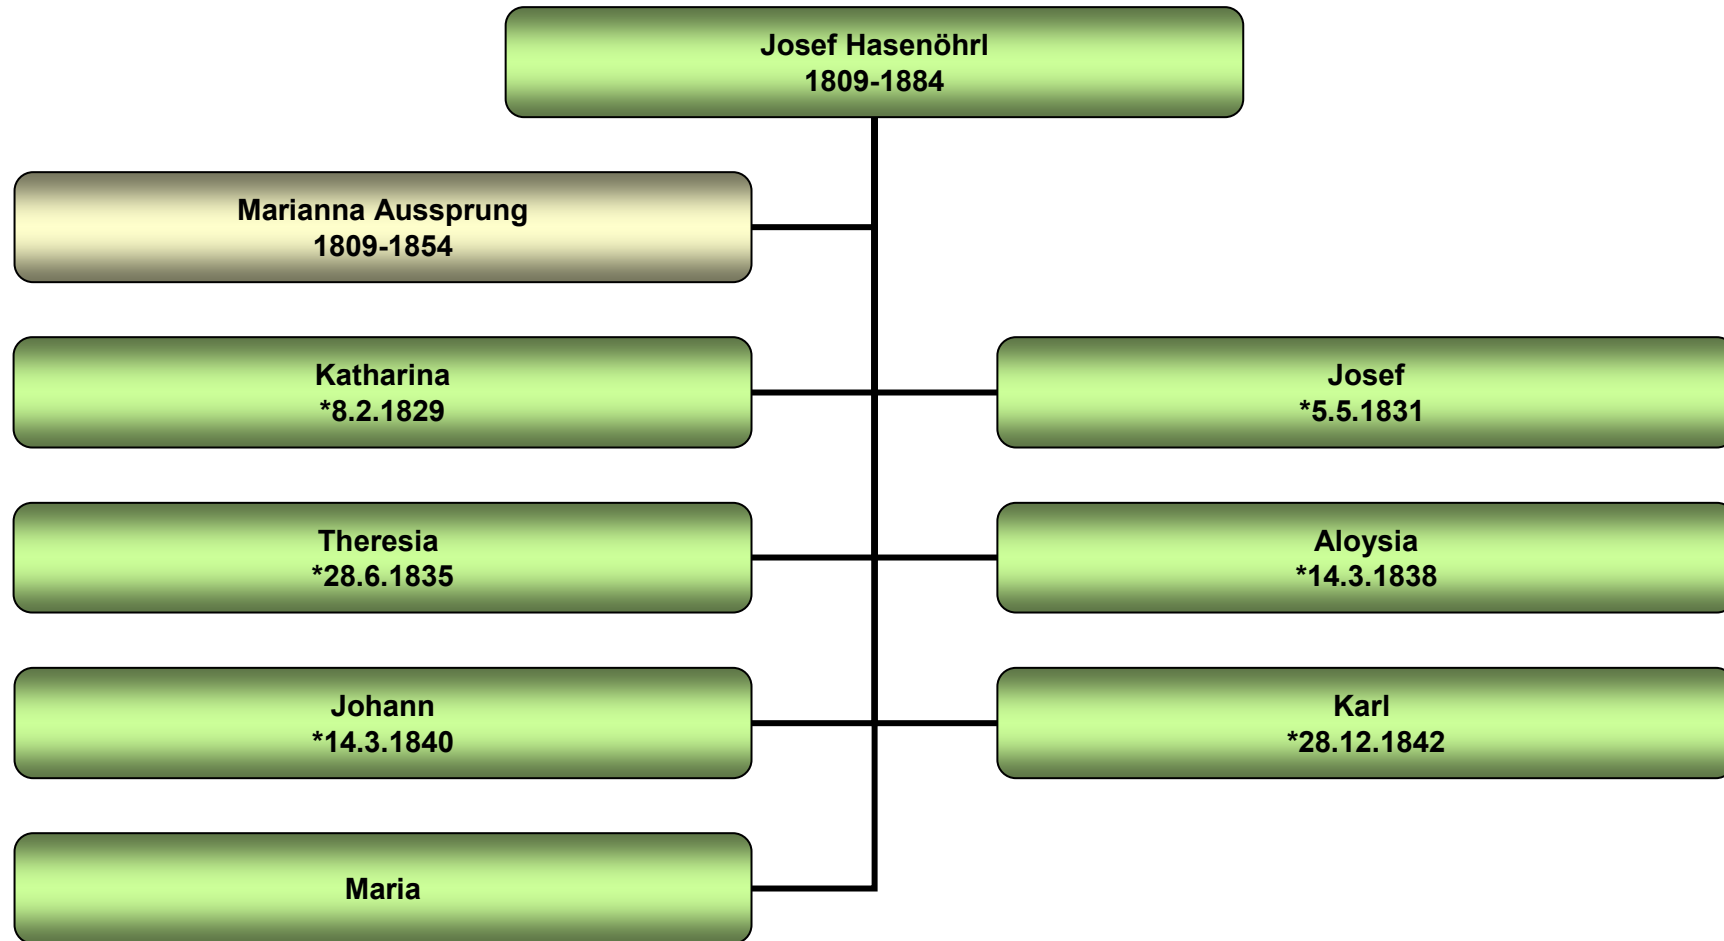 Josef Hasenöhrl
1809-1884
Marianna Aussprung
1809-1854
Katharina
*8.2.1829
Josef
*5.5.1831
Theresia
*28.6.1835
Aloysia
*14.3.1838
Johann
*14.3.1840
Karl
*28.12.1842
Maria